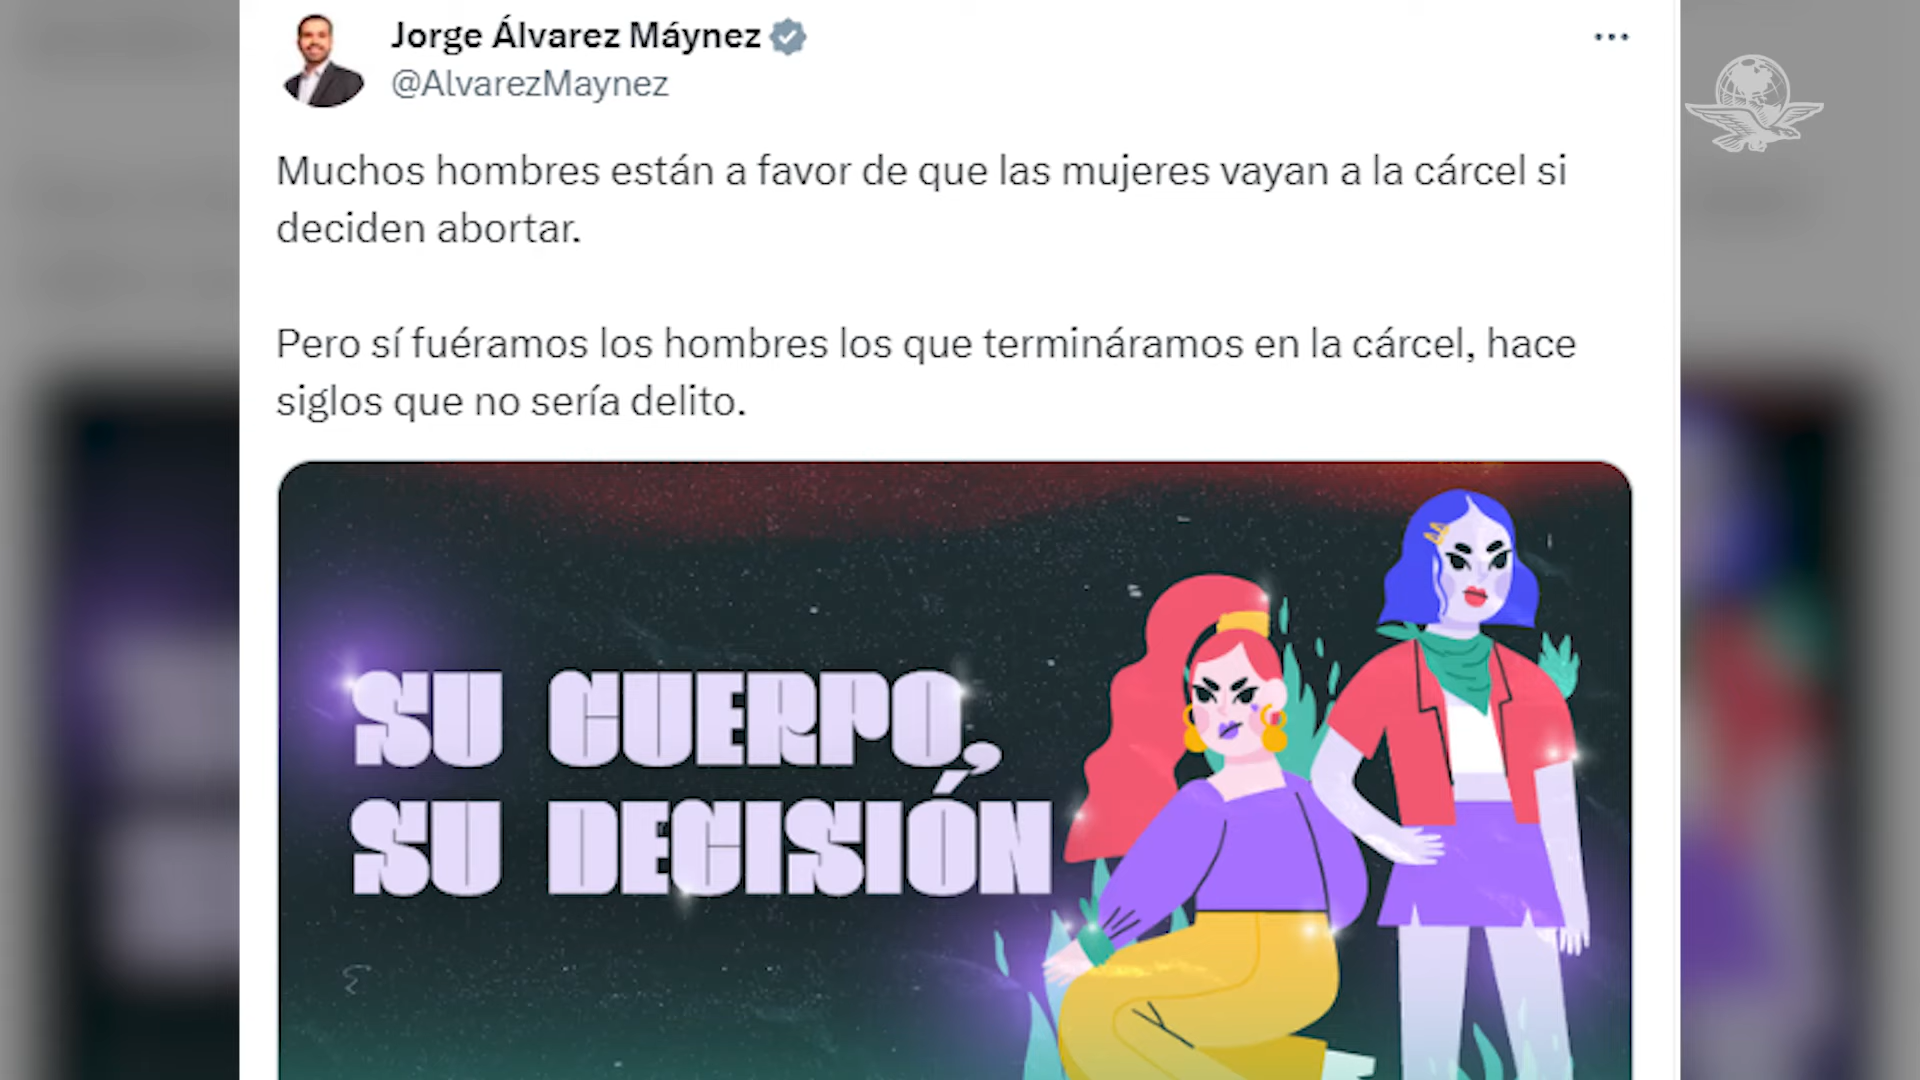 Jorge Álvarez Máynez
@AlvarezMaynez
Muchos hombres están a favor de que las mujeres vayan a la cárcel si
deciden abortar.
Pero sí fuéramos los hombres los que termináramos en la cárcel, hace
siglos que no sería delito.
SU CUERPO,
SU DECISIÓN